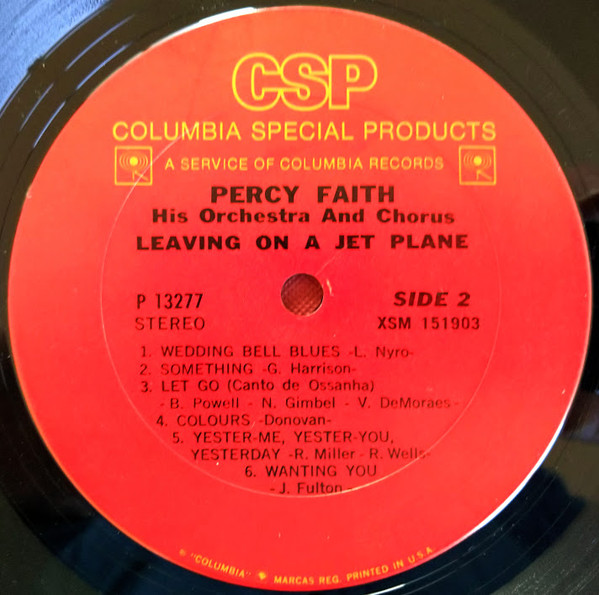 CSP
COLUMBIA SPECIAL PRODUCTS
A SERVICE OF COLUMBIA RECORDS
PERCY FAITH
His Orchestra And Chorus
LEAVING ON A JET PLANE
P 13277 SIDE 2
STEREO XSM 151903
1. WEDDING BELL BLUES -L. Nyro-
2. SOMETHING -G. Harrison-
3. LET GO (Canto de Ossanha)
- B. Powell - N. Gimbel - V. DeMoraes-
4. COLOURS -Donovan-
5. YESTER-ME, YESTER-YOU,
YESTERDAY -R. Miller - R. Wells-
6. WANTING YOU
- J. Fulton -
"COLUMBIA" MARCAS REG. PRINTED IN U.S.A.